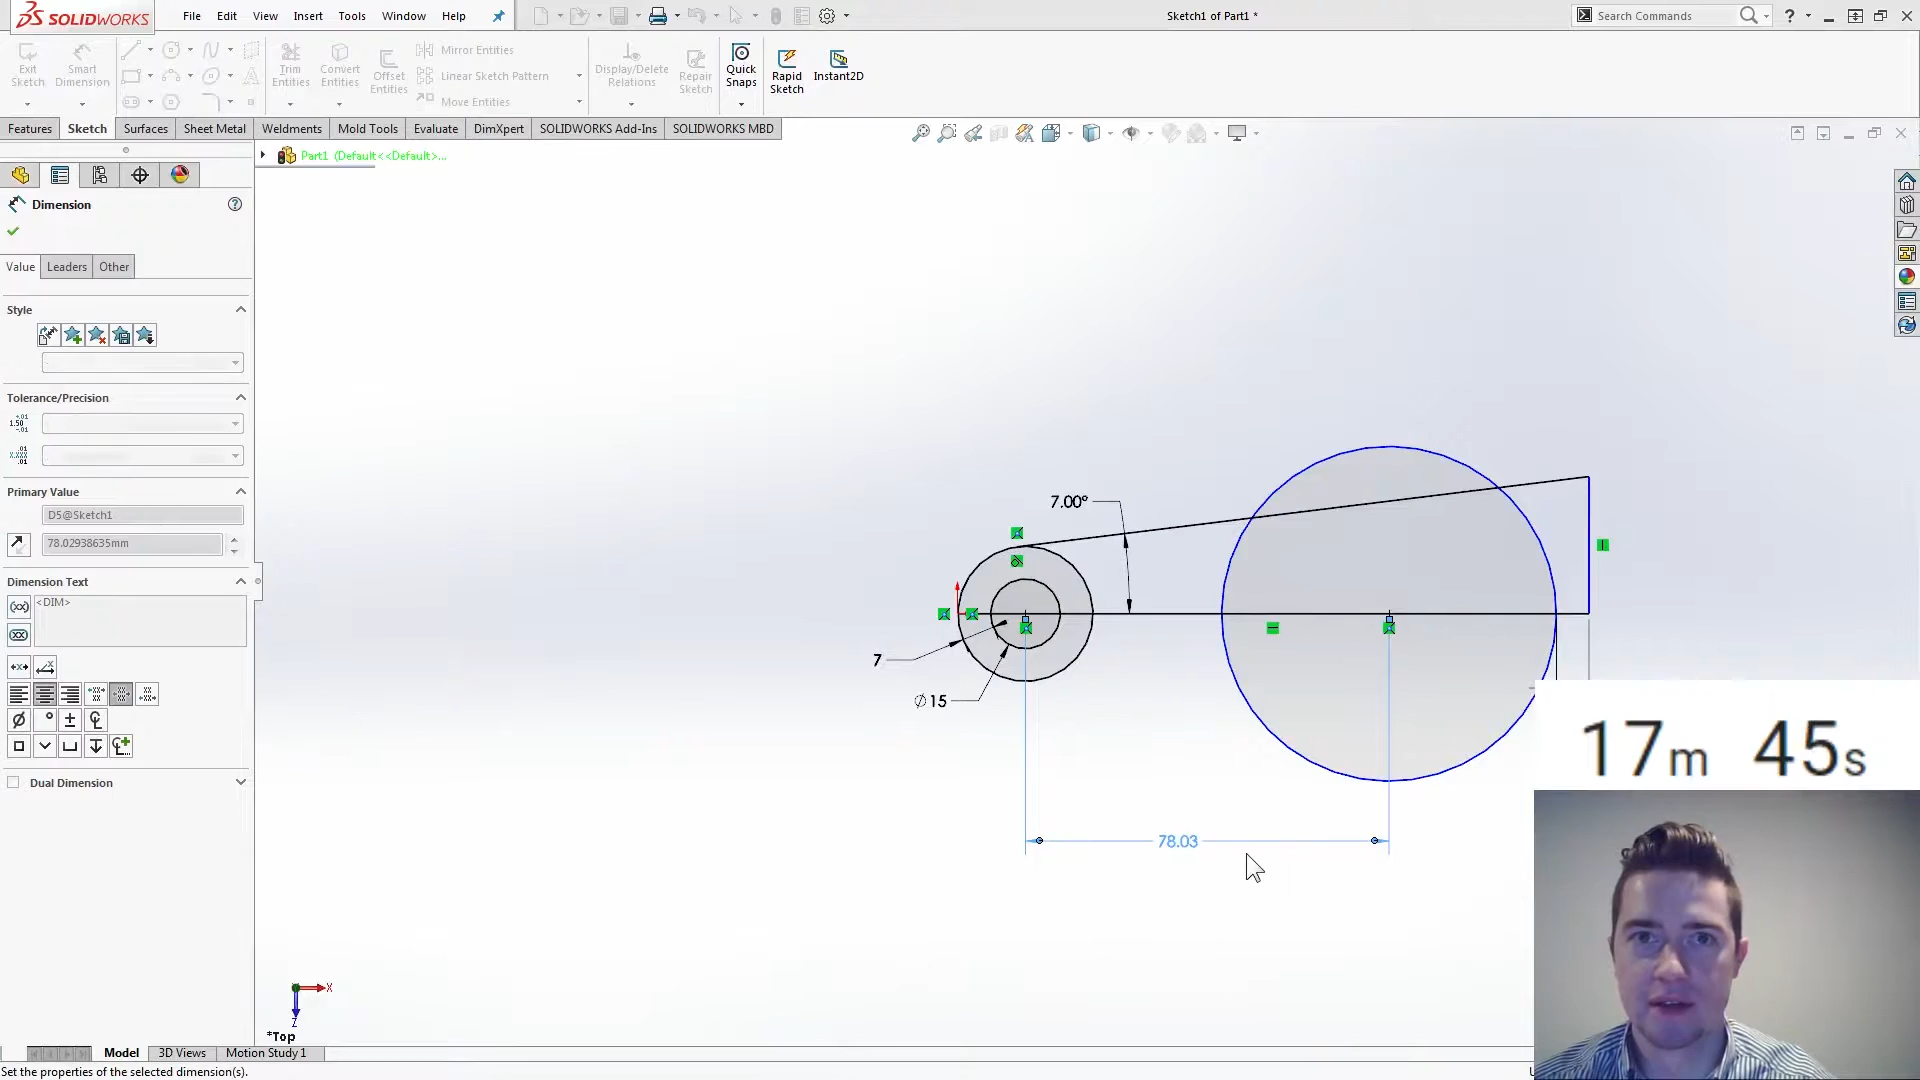 SOLIDWORKS File Edit View Insert Tools Window Help Sketch1 of Part1 * Search Commands ?
Exit Sketch
Smart Dimension
Trim Entities
Convert Entities
Offset Entities
Mirror Entities
Linear Sketch Pattern
Move Entities
Display/Delete Relations
Repair Sketch
Quick Snaps
Rapid Sketch
Instant2D
Features Sketch Surfaces Sheet Metal Weldments Mold Tools Evaluate DimXpert SOLIDWORKS Add-Ins SOLIDWORKS MBD
Part1 (Default<<Default>...
Dimension
Value Leaders Other
Style
Tolerance/Precision
Primary Value
D5@Sketch1
78.02938635mm
Dimension Text
<DIM>
Dual Dimension
7.00°
7
∅15
78.03
17m 45s
X
Z
*Top
Model 3D Views Motion Study 1
Set the properties of the selected dimension(s).